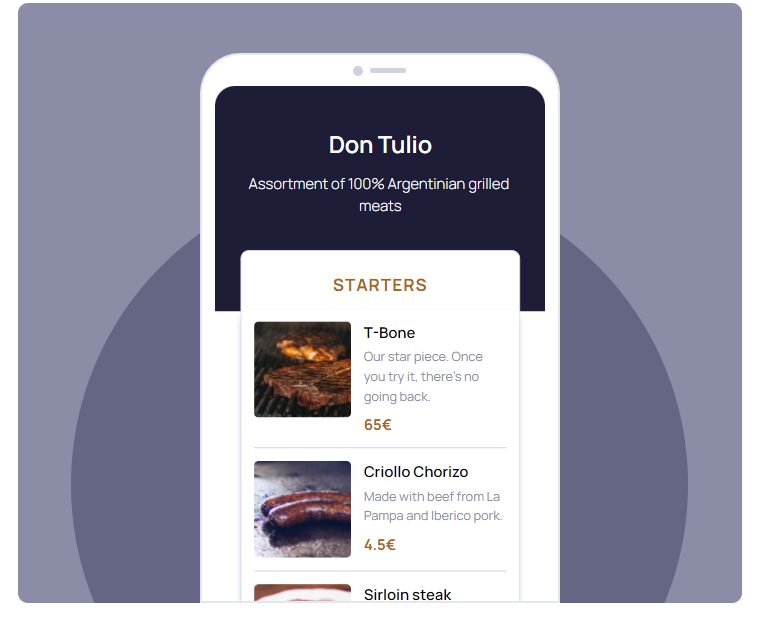 Don Tulio
Assortment of 100% Argentinian grilled
meats
STARTERS
T-Bone
Our star piece. Once
you try it, there's no
going back.
65€
Criollo Chorizo
Made with beef from La
Pampa and Iberico pork.
4.5€
Sirloin steak